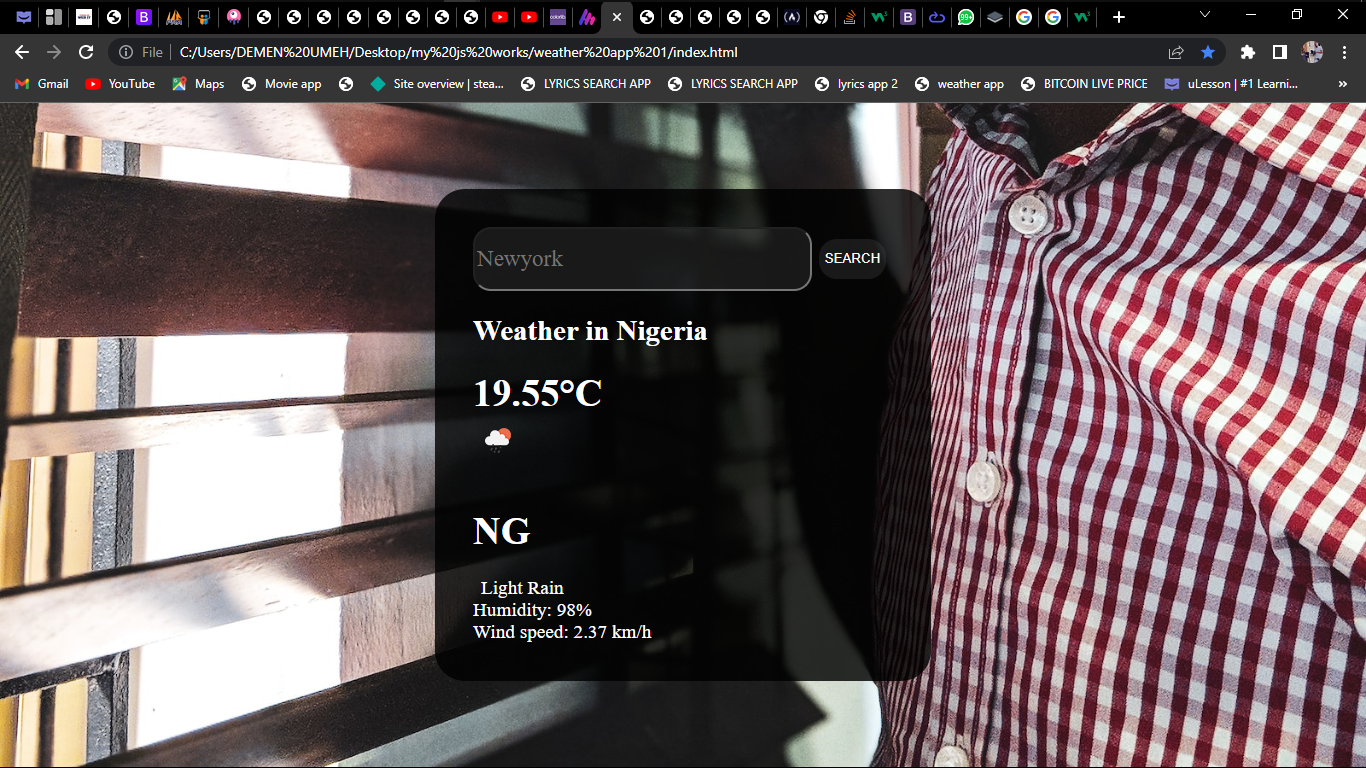 File C:/Users/DEMEN%20UMEH/Desktop/my%20js%20works/weather%20app%201/index.html
Gmail YouTube Maps Movie app Site overview | stea... LYRICS SEARCH APP LYRICS SEARCH APP lyrics app 2 weather app BITCOIN LIVE PRICE uLesson | #1 Learni... »
Newyork SEARCH
Weather in Nigeria
19.55°C
NG
Light Rain
Humidity: 98%
Wind speed: 2.37 km/h